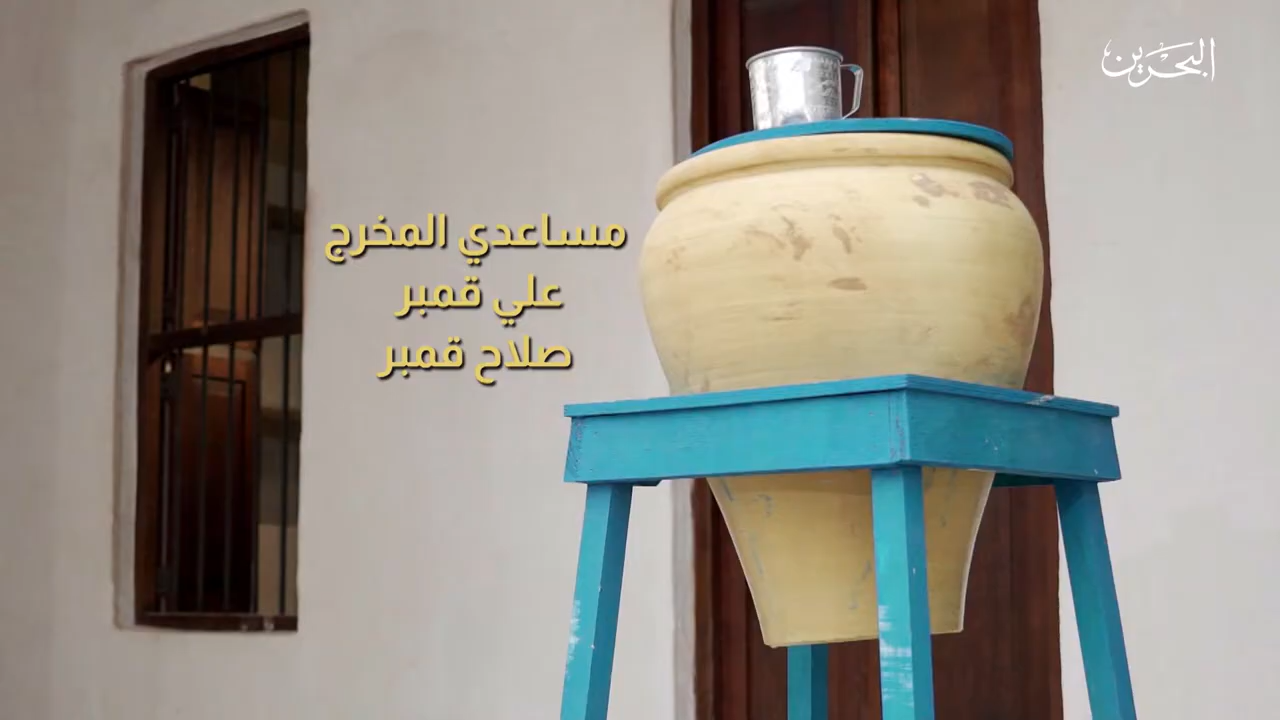 البحرين
مساعدي المخرج
علي قمبر
صلاح قمبر